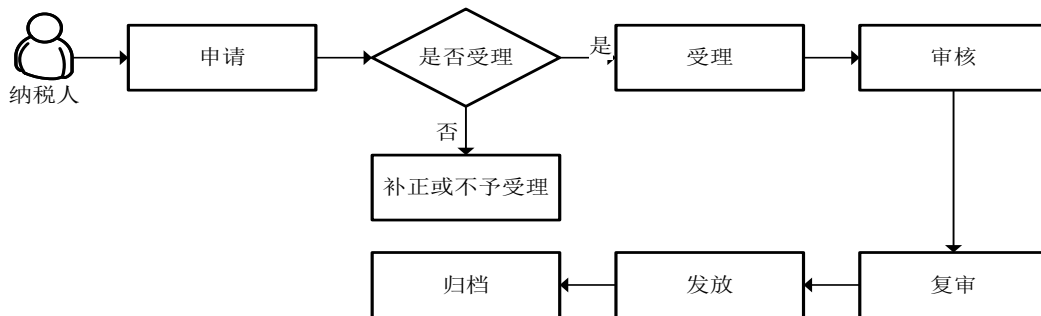 纳税人
申请
是否受理
是
受理
审核
否
补正或不予受理
归档
发放
复审